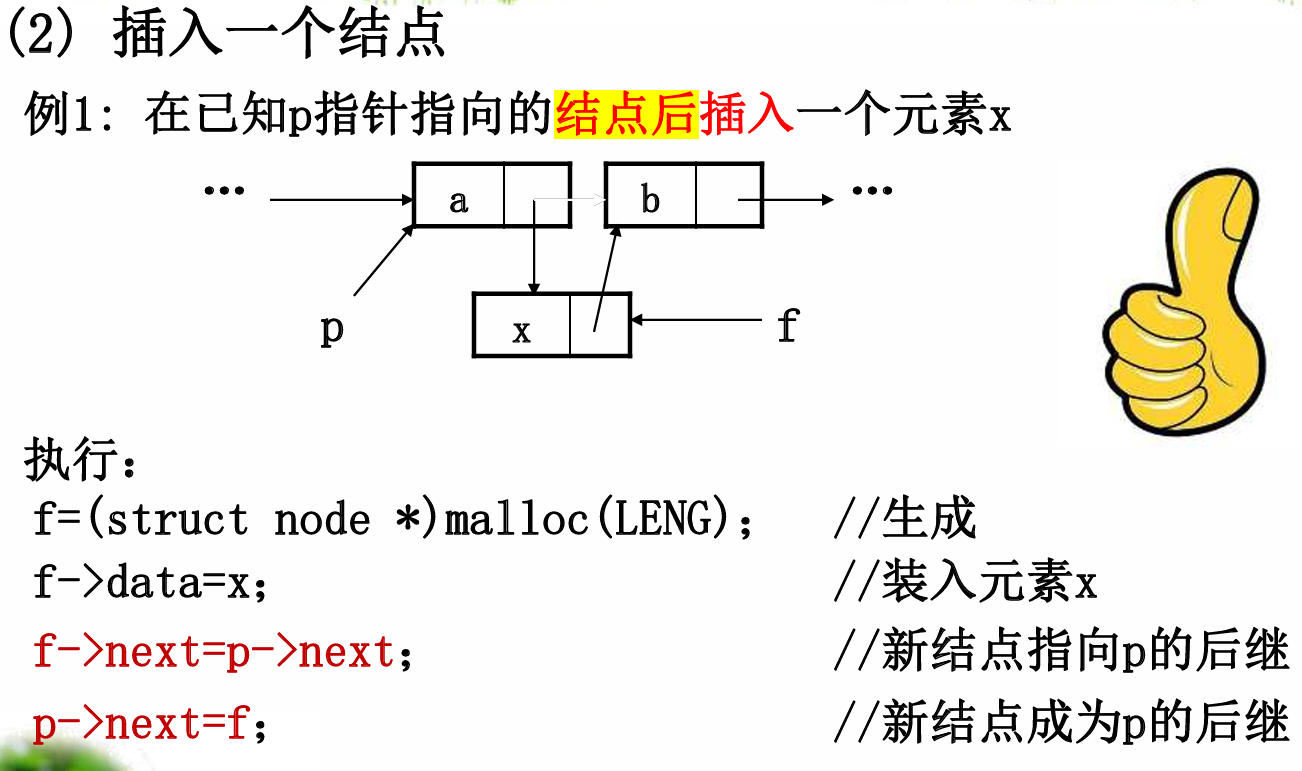 (2) 插入一个结点
例1: 在已知p指针指向的结点后插入一个元素x
… a b …
p x f
执行:
f=(struct node *)malloc(LENG); //生成
f->data=x; //装入元素x
f->next=p->next; //新结点指向p的后继
p->next=f; //新结点成为p的后继